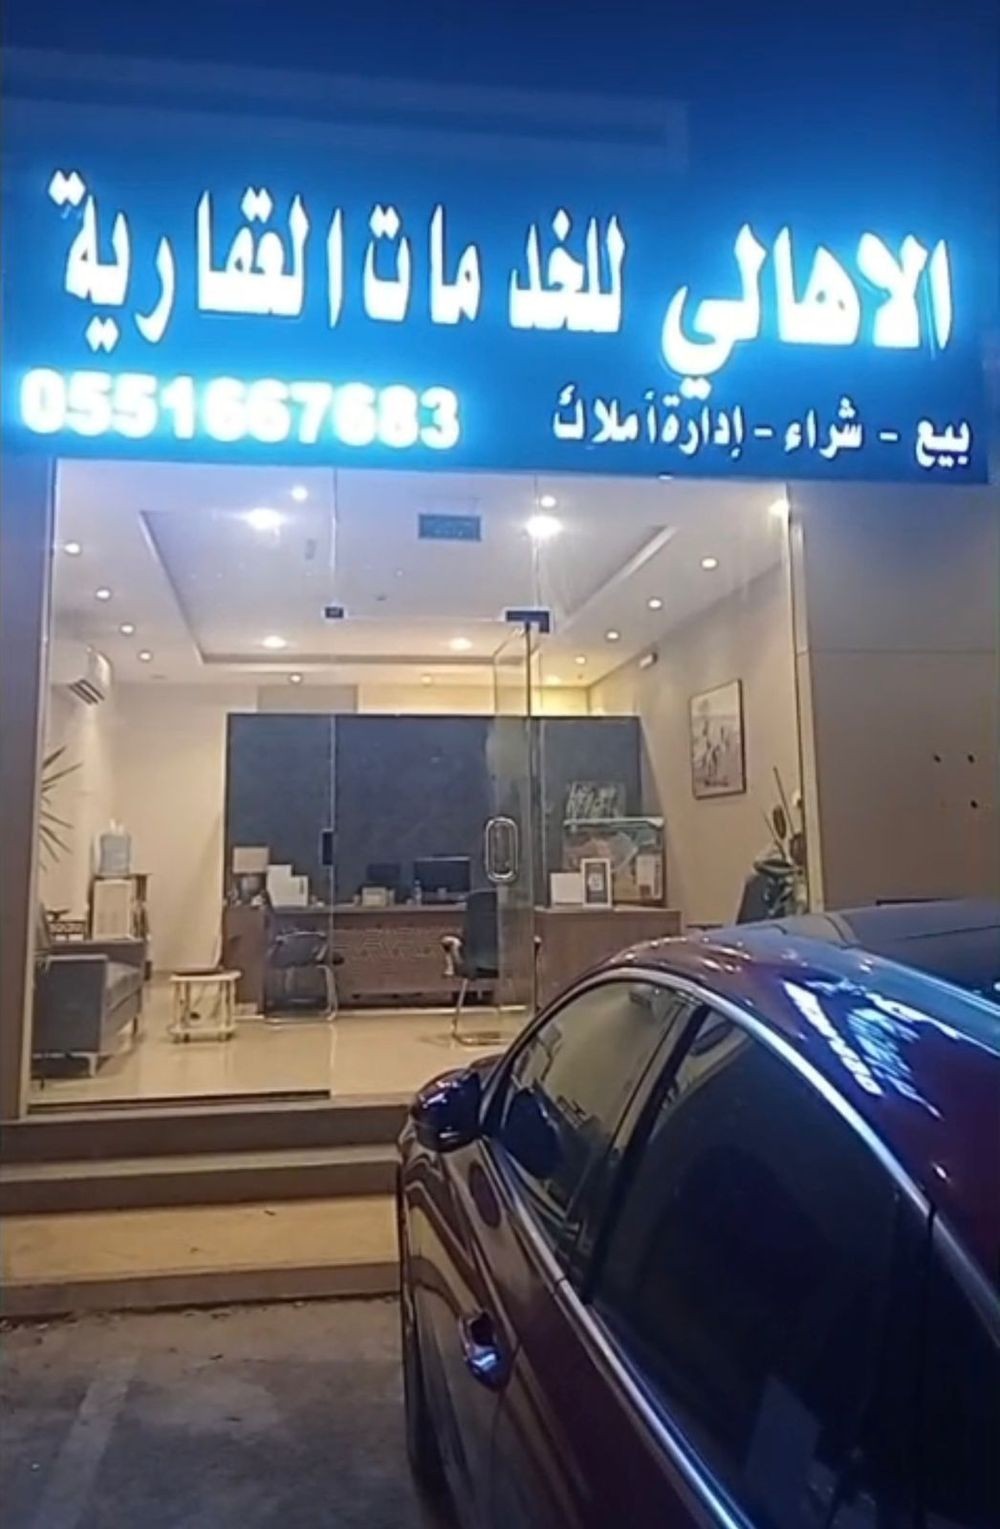 الاهالي للخدمات العقارية
بيع - شراء - إدارة أملاك
0551667683